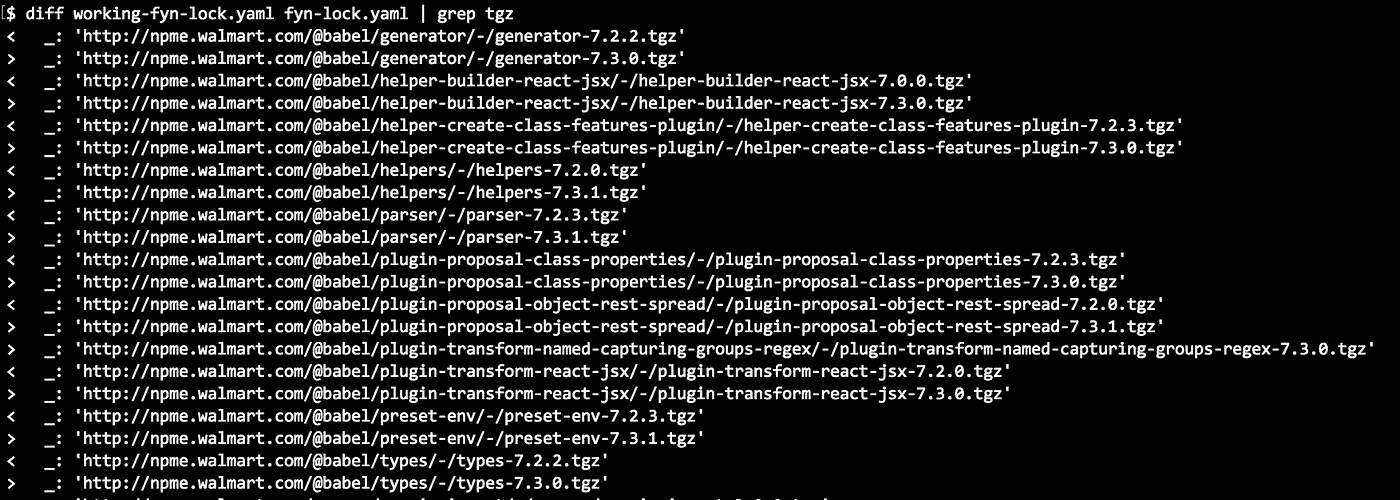 [$ diff working-fyn-lock.yaml fyn-lock.yaml | grep tgz
<   _: 'http://npme.walmart.com/@babel/generator/-/generator-7.2.2.tgz'
>   _: 'http://npme.walmart.com/@babel/generator/-/generator-7.3.0.tgz'
<   _: 'http://npme.walmart.com/@babel/helper-builder-react-jsx/-/helper-builder-react-jsx-7.0.0.tgz'
>   _: 'http://npme.walmart.com/@babel/helper-builder-react-jsx/-/helper-builder-react-jsx-7.3.0.tgz'
<   _: 'http://npme.walmart.com/@babel/helper-create-class-features-plugin/-/helper-create-class-features-plugin-7.2.3.tgz'
>   _: 'http://npme.walmart.com/@babel/helper-create-class-features-plugin/-/helper-create-class-features-plugin-7.3.0.tgz'
<   _: 'http://npme.walmart.com/@babel/helpers/-/helpers-7.2.0.tgz'
>   _: 'http://npme.walmart.com/@babel/helpers/-/helpers-7.3.1.tgz'
<   _: 'http://npme.walmart.com/@babel/parser/-/parser-7.2.3.tgz'
>   _: 'http://npme.walmart.com/@babel/parser/-/parser-7.3.1.tgz'
<   _: 'http://npme.walmart.com/@babel/plugin-proposal-class-properties/-/plugin-proposal-class-properties-7.2.3.tgz'
>   _: 'http://npme.walmart.com/@babel/plugin-proposal-class-properties/-/plugin-proposal-class-properties-7.3.0.tgz'
<   _: 'http://npme.walmart.com/@babel/plugin-proposal-object-rest-spread/-/plugin-proposal-object-rest-spread-7.2.0.tgz'
>   _: 'http://npme.walmart.com/@babel/plugin-proposal-object-rest-spread/-/plugin-proposal-object-rest-spread-7.3.1.tgz'
>   _: 'http://npme.walmart.com/@babel/plugin-transform-named-capturing-groups-regex/-/plugin-transform-named-capturing-groups-regex-7.3.0.tgz'
<   _: 'http://npme.walmart.com/@babel/plugin-transform-react-jsx/-/plugin-transform-react-jsx-7.2.0.tgz'
>   _: 'http://npme.walmart.com/@babel/plugin-transform-react-jsx/-/plugin-transform-react-jsx-7.3.0.tgz'
<   _: 'http://npme.walmart.com/@babel/preset-env/-/preset-env-7.2.3.tgz'
>   _: 'http://npme.walmart.com/@babel/preset-env/-/preset-env-7.3.1.tgz'
<   _: 'http://npme.walmart.com/@babel/types/-/types-7.2.2.tgz'
>   _: 'http://npme.walmart.com/@babel/types/-/types-7.3.0.tgz'